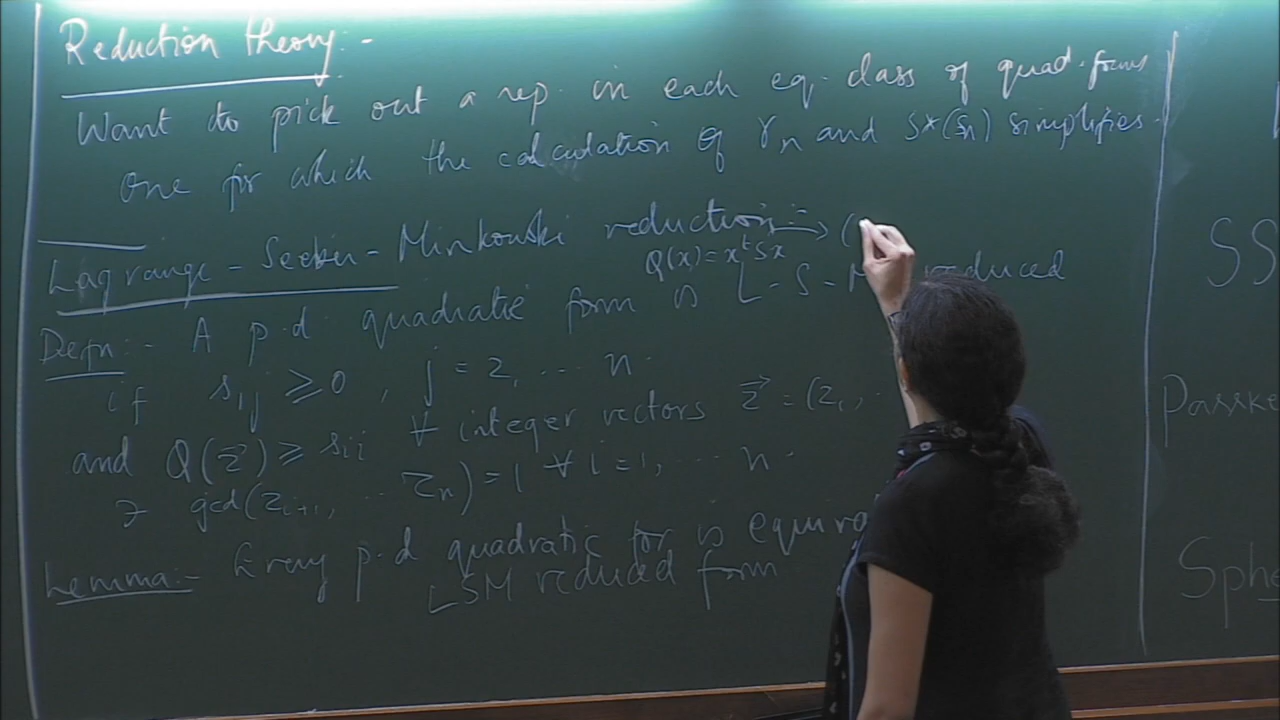 Reduction theory:-
Want to pick out a rep. in each eq. class of quad. forms
One for which the calculation of γn and S*(Sn) simplifies.
Lagrange - Seeber - Minkowski reduction:- → (
Q(x) = x^t S x
Defn:- A p.d quadratic form is L-S-M reduced
if s1j ≥ 0 , j = 2, ... n.
and Q(z) ≥ sii ∀ integer vectors z = (z1, .
gcd(zi+1, .. zn) = 1 ∀ i = 1, ... n.
Lemma:- Every p.d quadratic for is equiva
LSM reduced form
SS
Passke
Sphe